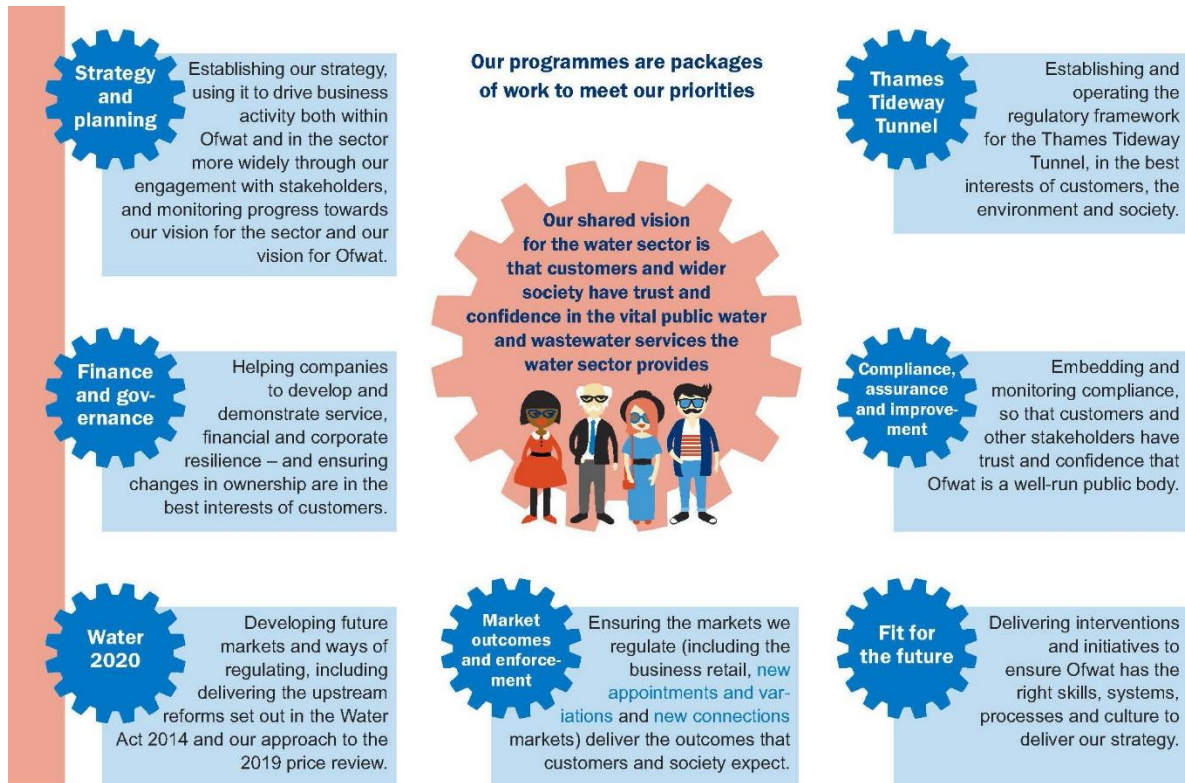 Strategy
and
planning
Establishing our strategy,
using it to drive business
activity both within
Ofwat and in the sector
more widely through our
engagement with stakeholders,
and monitoring progress towards
our vision for the sector and our
vision for Ofwat.
Our programmes are packages
of work to meet our priorities
Thames
Tideway
Tunnel
Establishing and
operating the
regulatory framework
for the Thames Tideway
Tunnel, in the best
interests of customers, the
environment and society.
Our shared vision
for the water sector is
that customers and wider
society have trust and
confidence in the vital public water
and wastewater services the
water sector provides
Finance
and gov-
ernance
Helping companies
to develop and
demonstrate service,
financial and corporate
resilience – and ensuring
changes in ownership are in the
best interests of customers.
Compliance,
assurance
and improve-
ment
Embedding and
monitoring compliance,
so that customers and
other stakeholders have
trust and confidence that
Ofwat is a well-run public body.
Water
2020
Developing future
markets and ways of
regulating, including
delivering the upstream
reforms set out in the Water
Act 2014 and our approach to the
2019 price review.
Market
outcomes
and enforce-
ment
Ensuring the markets we
regulate (including the
business retail, new
appointments and var-
iations and new connections
markets) deliver the outcomes that
customers and society expect.
Fit for
the future
Delivering interventions
and initiatives to
ensure Ofwat has the
right skills, systems,
processes and culture to
deliver our strategy.